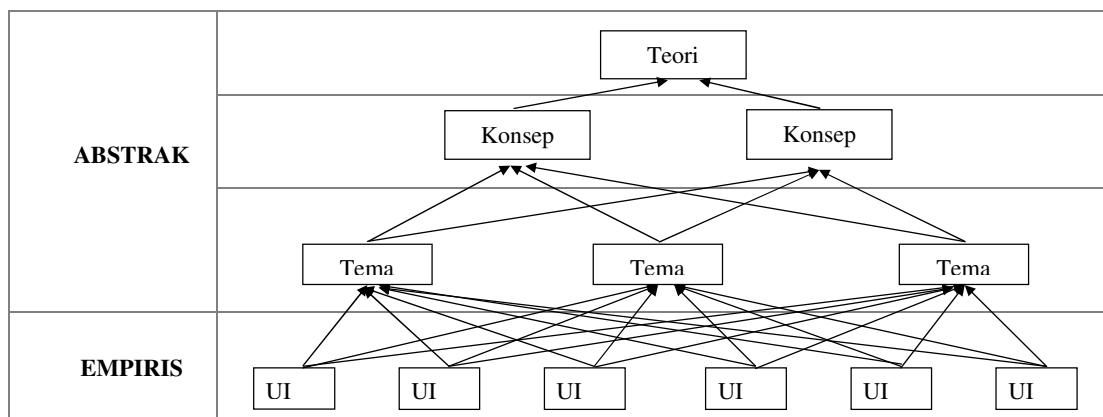 Teori
Konsep Konsep
ABSTRAK
Tema Tema Tema
EMPIRIS
UI UI UI UI UI UI